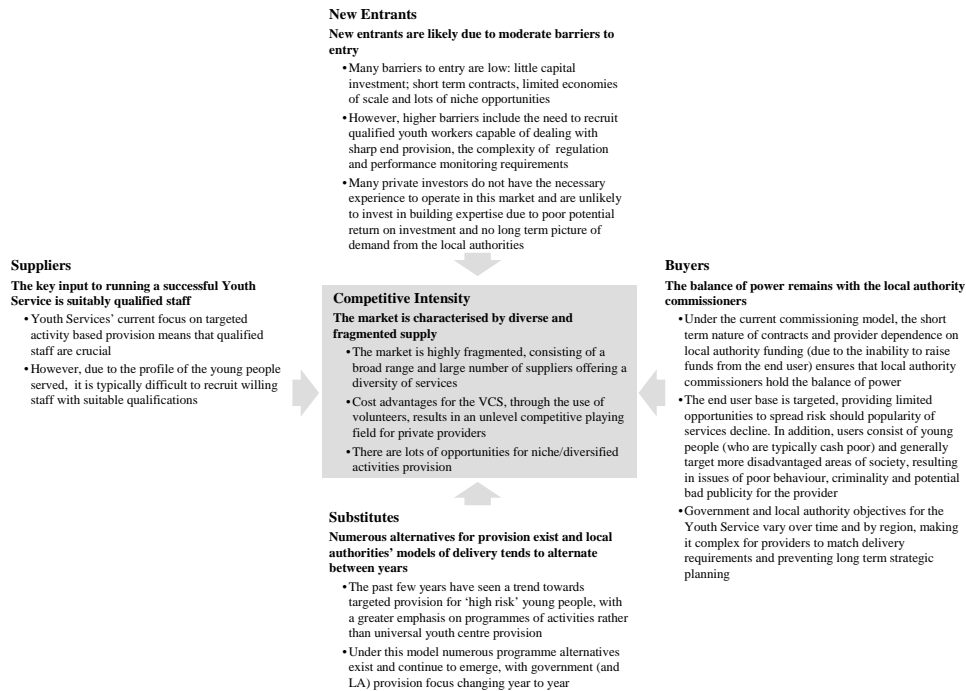 New Entrants
New entrants are likely due to moderate barriers to
entry
•Many barriers to entry are low: little capital
investment; short term contracts, limited economies
of scale and lots of niche opportunities
•However, higher barriers include the need to recruit
qualified youth workers capable of dealing with
sharp end provision, the complexity of regulation
and performance monitoring requirements
•Many private investors do not have the necessary
experience to operate in this market and are unlikely
to invest in building expertise due to poor potential
return on investment and no long term picture of
demand from the local authorities
Suppliers
The key input to running a successful Youth
Service is suitably qualified staff
•Youth Services' current focus on targeted
activity based provision means that qualified
staff are crucial
•However, due to the profile of the young people
served, it is typically difficult to recruit willing
staff with suitable qualifications
Competitive Intensity
The market is characterised by diverse and
fragmented supply
•The market is highly fragmented, consisting of a
broad range and large number of suppliers offering a
diversity of services
•Cost advantages for the VCS, through the use of
volunteers, results in an unlevel competitive playing
field for private providers
•There are lots of opportunities for niche/diversified
activities provision
Buyers
The balance of power remains with the local authority
commissioners
•Under the current commissioning model, the short
term nature of contracts and provider dependence on
local authority funding (due to the inability to raise
funds from the end user) ensures that local authority
commissioners hold the balance of power
•The end user base is targeted, providing limited
opportunities to spread risk should popularity of
services decline. In addition, users consist of young
people (who are typically cash poor) and generally
target more disadvantaged areas of society, resulting
in issues of poor behaviour, criminality and potential
bad publicity for the provider
•Government and local authority objectives for the
Youth Service vary over time and by region, making
it complex for providers to match delivery
requirements and preventing long term strategic
planning
Substitutes
Numerous alternatives for provision exist and local
authorities' models of delivery tends to alternate
between years
•The past few years have seen a trend towards
targeted provision for 'high risk' young people, with
a greater emphasis on programmes of activities rather
than universal youth centre provision
•Under this model numerous programme alternatives
exist and continue to emerge, with government (and
LA) provision focus changing year to year